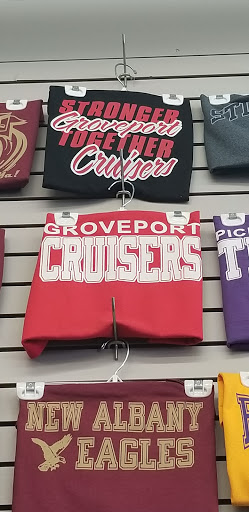 STRONGER
Groveport
TOGETHER
Cruisers
GROVEPORT
CRUISERS
NEW ALBANY
EAGLES